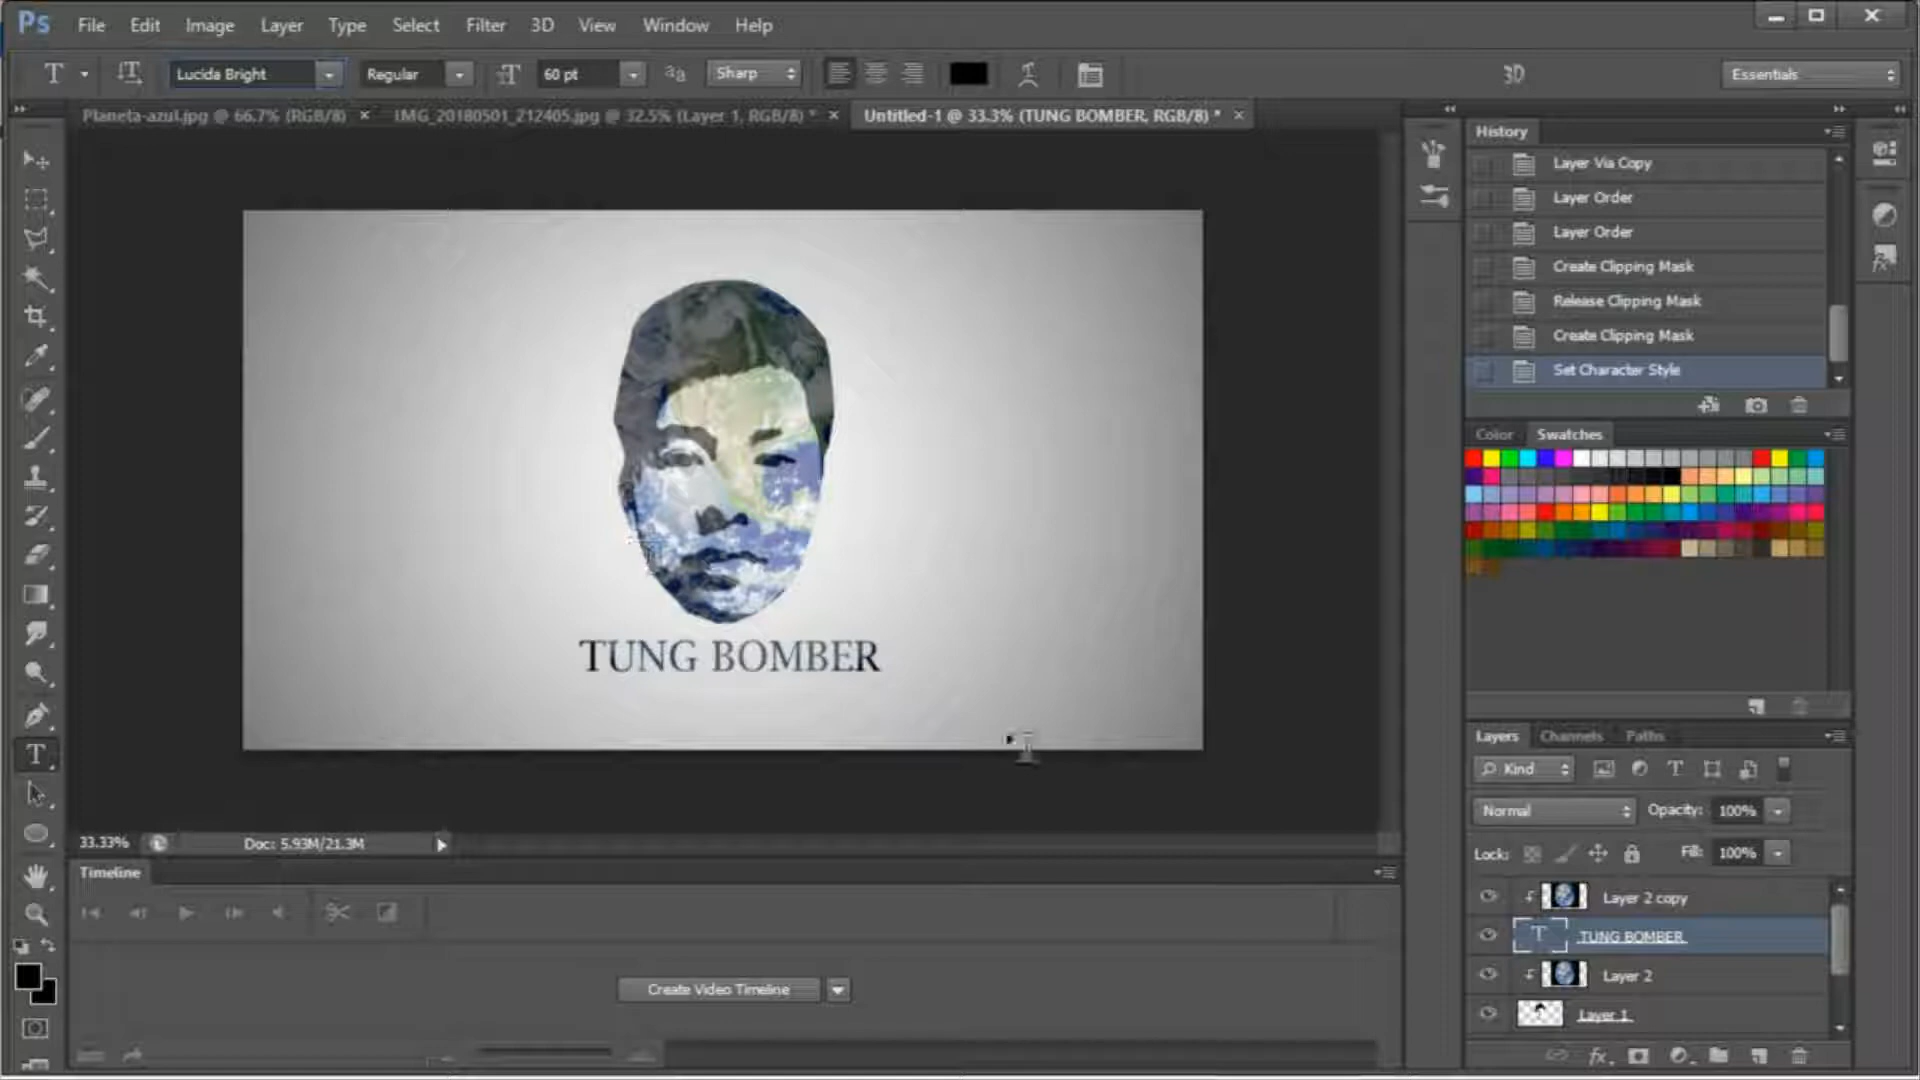 Ps File Edit Image Layer Type Select Filter 3D View Window Help
T Lucida Bright Regular 60 pt aa Sharp 3D Essentials
Planeta-azul.jpg @ 66.7% (RGB/8) × IMG_20180501_212405.jpg @ 32.5% (Layer 1, RGB/8) * × Untitled-1 @ 33.3% (TUNG BOMBER, RGB/8) * ×
History
Layer Via Copy
Layer Order
Layer Order
Create Clipping Mask
Release Clipping Mask
Create Clipping Mask
Set Character Style
Color Swatches
TUNG BOMBER
Layers Channels Paths
Kind
Normal Opacity: 100%
Lock: Fill: 100%
Layer 2 copy
TUNG BOMBER
Layer 2
Layer 1
fx
33.33% Doc: 5.93M/21.3M
Timeline
Create Video Timeline